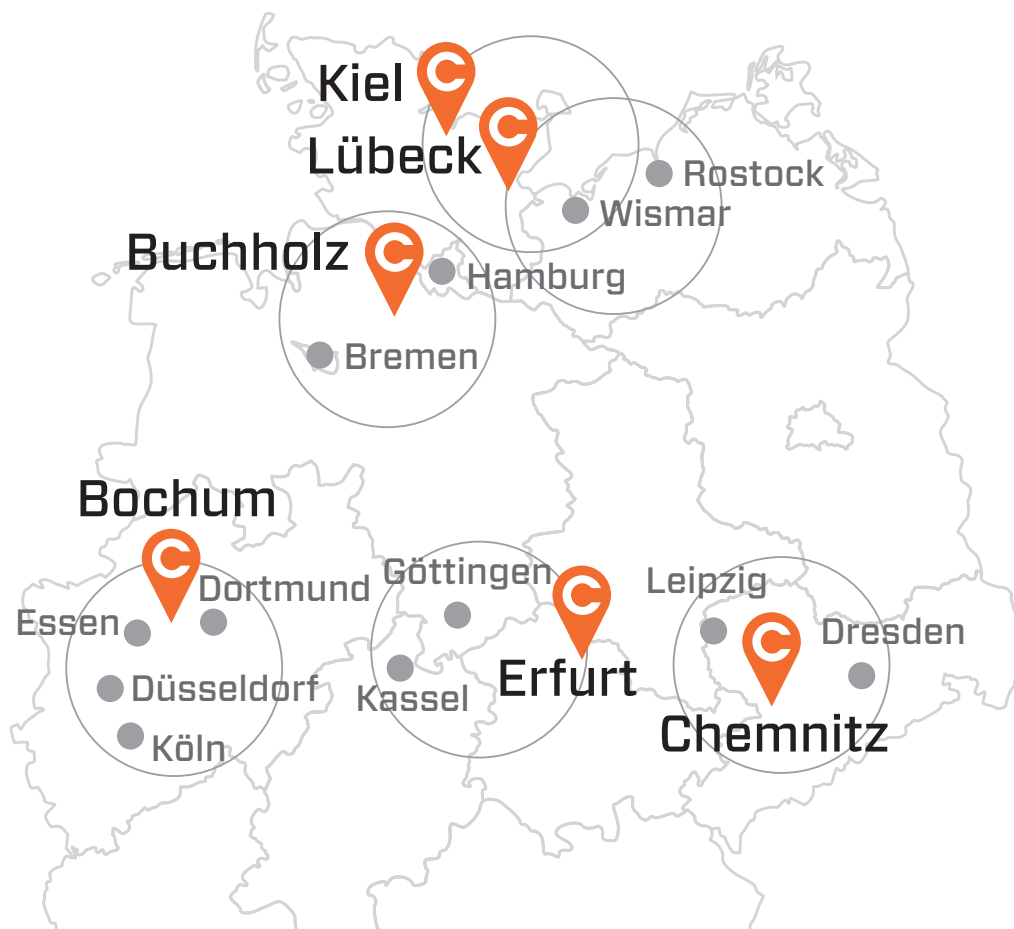 Kiel
Lübeck
Rostock
Wismar
Buchholz
Hamburg
Bremen
Bochum
Dortmund
Essen
Düsseldorf
Köln
Göttingen
Kassel
Erfurt
Leipzig
Dresden
Chemnitz